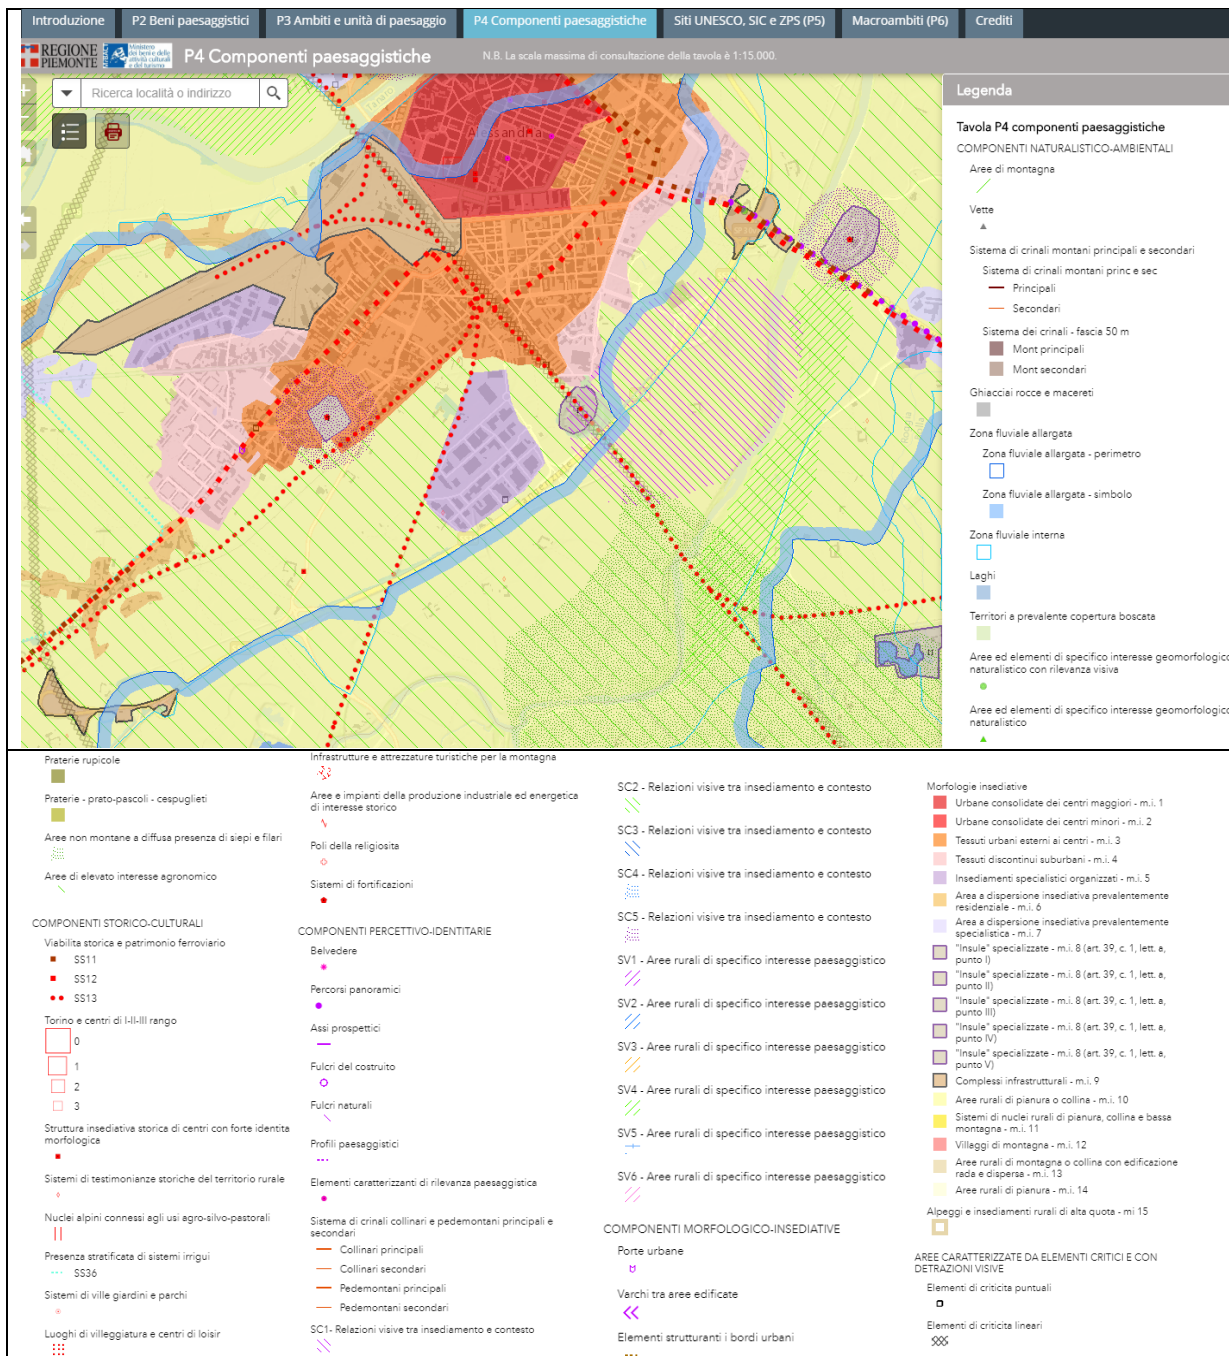 Introduzione
P2 Beni paesaggistici
P3 Ambiti e unità di paesaggio
P4 Componenti paesaggistiche
Siti UNESCO, SIC e ZPS (P5)
Macroambiti (P6)
Crediti
REGIONE
PIEMONTE
Ministero
dei beni e delle
attività culturali
e del turismo
P4 Componenti paesaggistiche
N.B. La scala massima di consultazione della tavola è 1:15.000.
Ricerca località o indirizzo
Alessandria
Legenda
Tavola P4 componenti paesaggistiche
COMPONENTI NATURALISTICO-AMBIENTALI
Aree di montagna
Vette
Sistema di crinali montani principali e secondari
Sistema di crinali montani princ e sec
Principali
Secondari
Sistema dei crinali - fascia 50 m
Mont principali
Mont secondari
Ghiacciai rocce e macereti
Zona fluviale allargata
Zona fluviale allargata - perimetro
Zona fluviale allargata - simbolo
Zona fluviale interna
Laghi
Territori a prevalente copertura boscata
Aree ed elementi di specifico interesse geomorfologico
naturalistico con rilevanza visiva
Aree ed elementi di specifico interesse geomorfologico
naturalistico
Praterie rupicole
Praterie - prato-pascoli - cespuglieti
Aree non montane a diffusa presenza di siepi e filari
Aree di elevato interesse agronomico
COMPONENTI STORICO-CULTURALI
Viabilita storica e patrimonio ferroviario
SS11
SS12
SS13
Torino e centri di I-II-III rango
0
1
2
3
Struttura insediativa storica di centri con forte identita
morfologica
Sistemi di testimonianze storiche del territorio rurale
Nuclei alpini connessi agli usi agro-silvo-pastorali
Presenza stratificata di sistemi irrigui
SS36
Sistemi di ville giardini e parchi
Luoghi di villeggiatura e centri di loisir
Infrastrutture e attrezzature turistiche per la montagna
Aree e impianti della produzione industriale ed energetica
di interesse storico
Poli della religiosita
Sistemi di fortificazioni
COMPONENTI PERCETTIVO-IDENTITARIE
Belvedere
Percorsi panoramici
Assi prospettici
Fulcri del costruito
Fulcri naturali
Profili paesaggistici
Elementi caratterizzanti di rilevanza paesaggistica
Sistema di crinali collinari e pedemontani principali e
secondari
Collinari principali
Collinari secondari
Pedemontani principali
Pedemontani secondari
SC1- Relazioni visive tra insediamento e contesto
SC2 - Relazioni visive tra insediamento e contesto
SC3 - Relazioni visive tra insediamento e contesto
SC4 - Relazioni visive tra insediamento e contesto
SC5 - Relazioni visive tra insediamento e contesto
SV1 - Aree rurali di specifico interesse paesaggistico
SV2 - Aree rurali di specifico interesse paesaggistico
SV3 - Aree rurali di specifico interesse paesaggistico
SV4 - Aree rurali di specifico interesse paesaggistico
SV5 - Aree rurali di specifico interesse paesaggistico
SV6 - Aree rurali di specifico interesse paesaggistico
COMPONENTI MORFOLOGICO-INSEDIATIVE
Porte urbane
Varchi tra aree edificate
Elementi strutturanti i bordi urbani
Morfologie insediative
Urbane consolidate dei centri maggiori - m.i. 1
Urbane consolidate dei centri minori - m.i. 2
Tessuti urbani esterni ai centri - m.i. 3
Tessuti discontinui suburbani - m.i. 4
Insediamenti specialistici organizzati - m.i. 5
Area a dispersione insediativa prevalentemente
residenziale - m.i. 6
Area a dispersione insediativa prevalentemente
specialistica - m.i. 7
"Insule" specializzate - m.i. 8 (art. 39, c. 1, lett. a,
punto I)
"Insule" specializzate - m.i. 8 (art. 39, c. 1, lett. a,
punto II)
"Insule" specializzate - m.i. 8 (art. 39, c. 1, lett. a,
punto III)
"Insule" specializzate - m.i. 8 (art. 39, c. 1, lett. a,
punto IV)
"Insule" specializzate - m.i. 8 (art. 39, c. 1, lett. a,
punto V)
Complessi infrastrutturali - m.i. 9
Aree rurali di pianura o collina - m.i. 10
Sistemi di nuclei rurali di pianura, collina e bassa
montagna - m.i. 11
Villaggi di montagna - m.i. 12
Aree rurali di montagna o collina con edificazione
rada e dispersa - m.i. 13
Aree rurali di pianura - m.i. 14
Alpeggi e insediamenti rurali di alta quota - mi 15
AREE CARATTERIZZATE DA ELEMENTI CRITICI E CON
DETRAZIONI VISIVE
Elementi di criticita puntuali
Elementi di criticita lineari